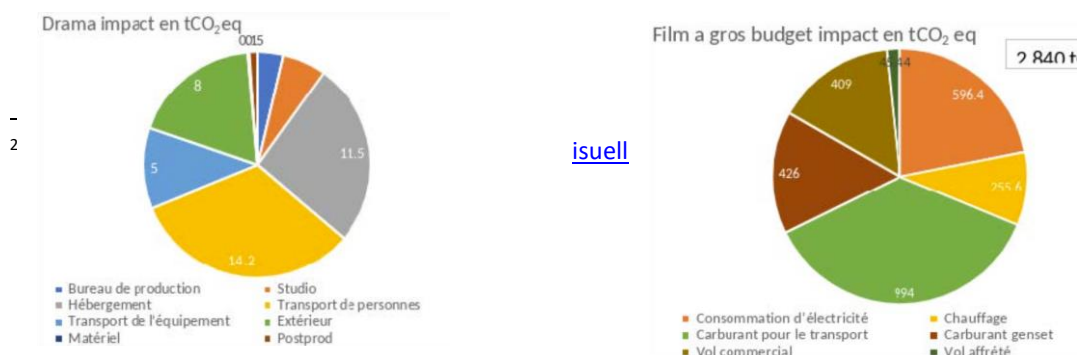 Drama impact en tCO₂eq
8
11.5
5
14.2
Bureau de production
Studio
Hébergement
Transport de personnes
Transport de l'équipement
Extérieur
Matériel
Postprod
-
2
isuell
Film a gros budget impact en tCO₂ eq
2 840 t
409
596.4
426
255.6
994
Consommation d'électricité
Chauffage
Carburant pour le transport
Carburant genset
Vol commercial
Vol affrété